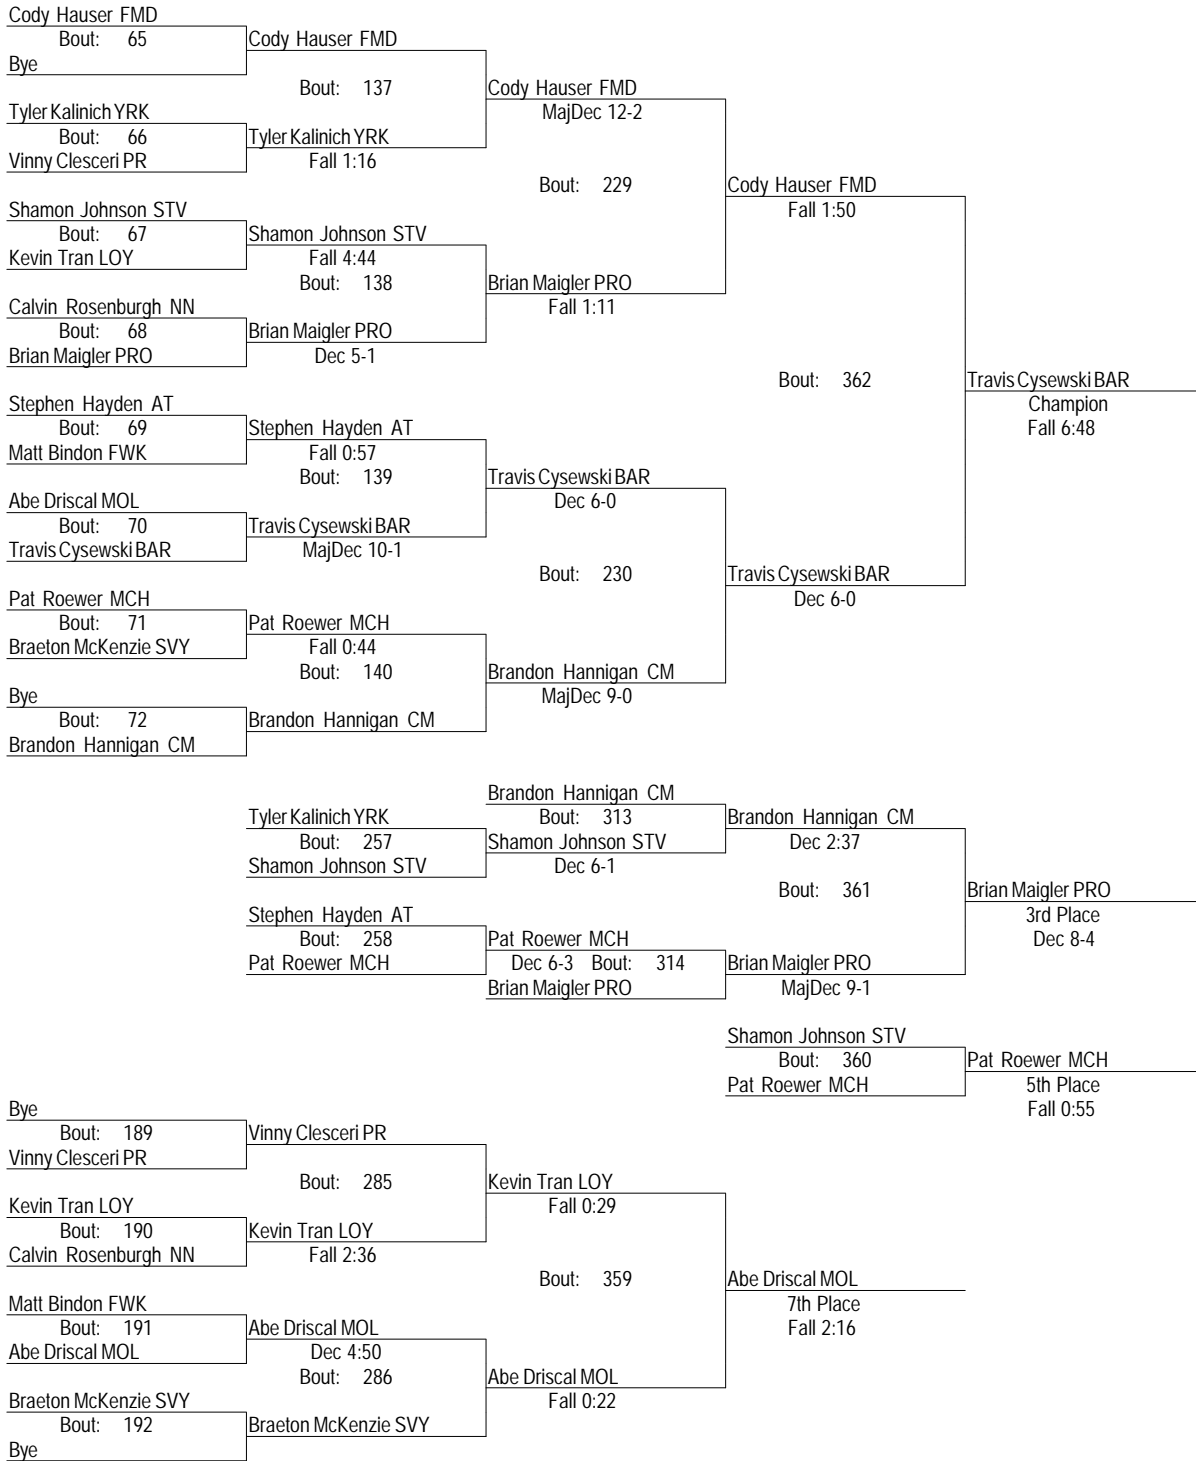 Cody Hauser FMD
Bout: 65
Cody Hauser FMD
Bye
Bout: 137
Cody Hauser FMD
Tyler Kalinich YRK
MajDec 12-2
Bout: 66
Tyler Kalinich YRK
Vinny Clesceri PR
Fall 1:16
Bout: 229
Cody Hauser FMD
Shamon Johnson STV
Fall 1:50
Bout: 67
Shamon Johnson STV
Kevin Tran LOY
Fall 4:44
Bout: 138
Brian Maigler PRO
Calvin Rosenburgh NN
Fall 1:11
Bout: 68
Brian Maigler PRO
Brian Maigler PRO
Dec 5-1
Bout: 362
Travis Cysewski BAR
Stephen Hayden AT
Champion
Bout: 69
Stephen Hayden AT
Fall 6:48
Matt Bindon FWK
Fall 0:57
Bout: 139
Travis Cysewski BAR
Abe Driscal MOL
Dec 6-0
Bout: 70
Travis Cysewski BAR
Travis Cysewski BAR
MajDec 10-1
Bout: 230
Travis Cysewski BAR
Pat Roewer MCH
Dec 6-0
Bout: 71
Pat Roewer MCH
Braeton McKenzie SVY
Fall 0:44
Bout: 140
Brandon Hannigan CM
Bye
MajDec 9-0
Bout: 72
Brandon Hannigan CM
Brandon Hannigan CM
Brandon Hannigan CM
Tyler Kalinich YRK
Bout: 313
Brandon Hannigan CM
Bout: 257
Shamon Johnson STV
Dec 2:37
Shamon Johnson STV
Dec 6-1
Bout: 361
Brian Maigler PRO
Stephen Hayden AT
3rd Place
Bout: 258
Pat Roewer MCH
Dec 8-4
Pat Roewer MCH
Dec 6-3 Bout: 314
Brian Maigler PRO
Brian Maigler PRO
MajDec 9-1
Shamon Johnson STV
Bout: 360
Pat Roewer MCH
Pat Roewer MCH
5th Place
Fall 0:55
Bye
Bout: 189
Vinny Clesceri PR
Vinny Clesceri PR
Bout: 285
Kevin Tran LOY
Kevin Tran LOY
Fall 0:29
Bout: 190
Kevin Tran LOY
Calvin Rosenburgh NN
Fall 2:36
Bout: 359
Abe Driscal MOL
Matt Bindon FWK
7th Place
Bout: 191
Abe Driscal MOL
Fall 2:16
Abe Driscal MOL
Dec 4:50
Bout: 286
Abe Driscal MOL
Braeton McKenzie SVY
Fall 0:22
Bout: 192
Braeton McKenzie SVY
Bye